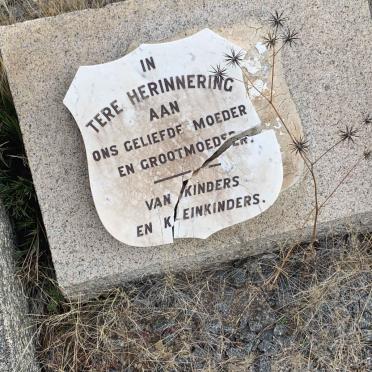 IN
TERE HERINNERING
AAN
ONS GELIEFDE MOEDER
EN GROOTMOEDER.
VAN KINDERS
EN KLEINKINDERS.